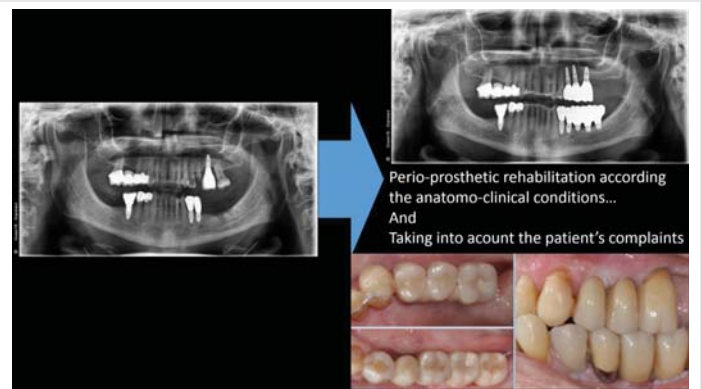 Perio-prosthetic rehabilitation according
the anatomo-clinical conditions...
And
Taking into acount the patient's complaints